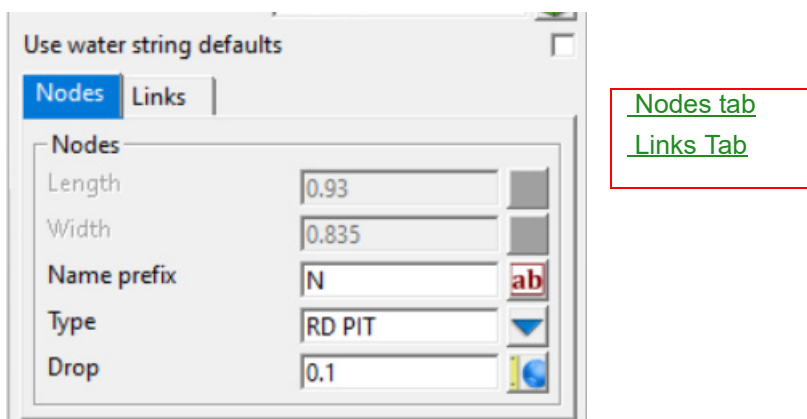 Use water string defaults
Nodes Links
Nodes
Length 0.93
Width 0.835
Name prefix N ab
Type RD PIT
Drop 0.1
Nodes tab
Links Tab